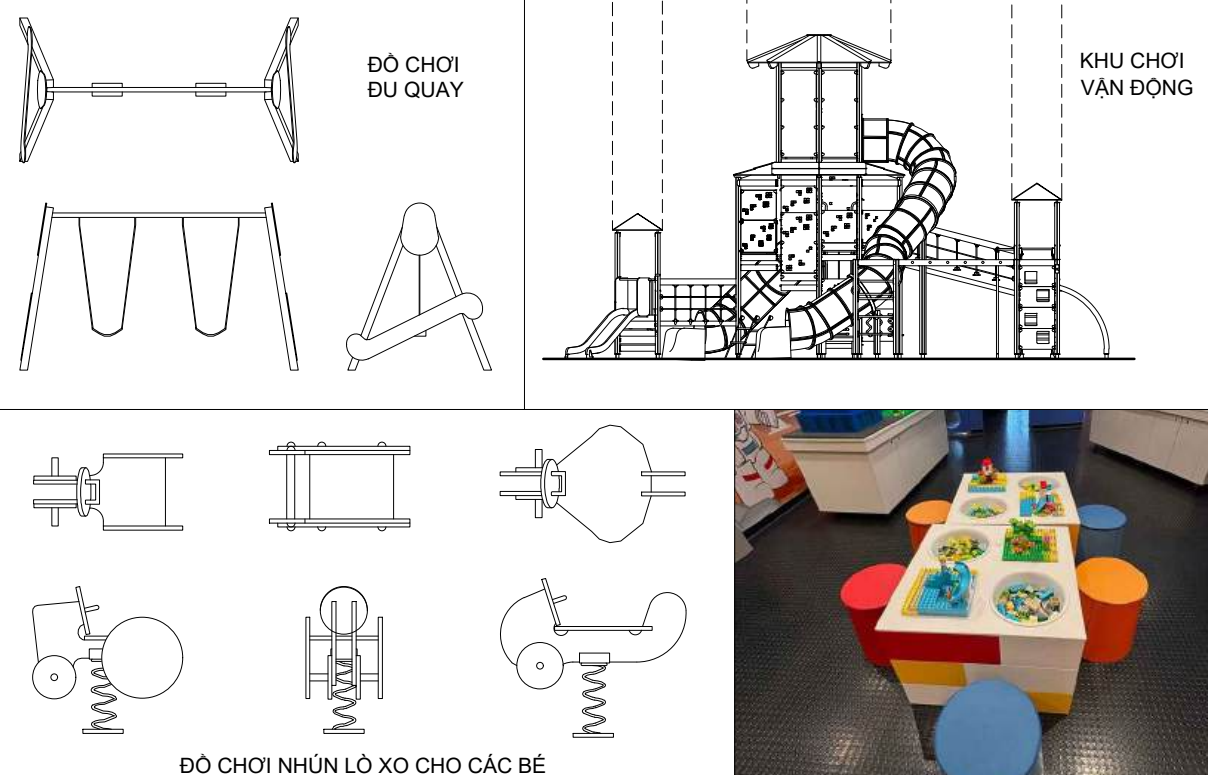 ĐỒ CHƠI
ĐU QUAY
KHU CHƠI
VẬN ĐỘNG
ĐỒ CHƠI NHÚN LÒ XO CHO CÁC BÉ